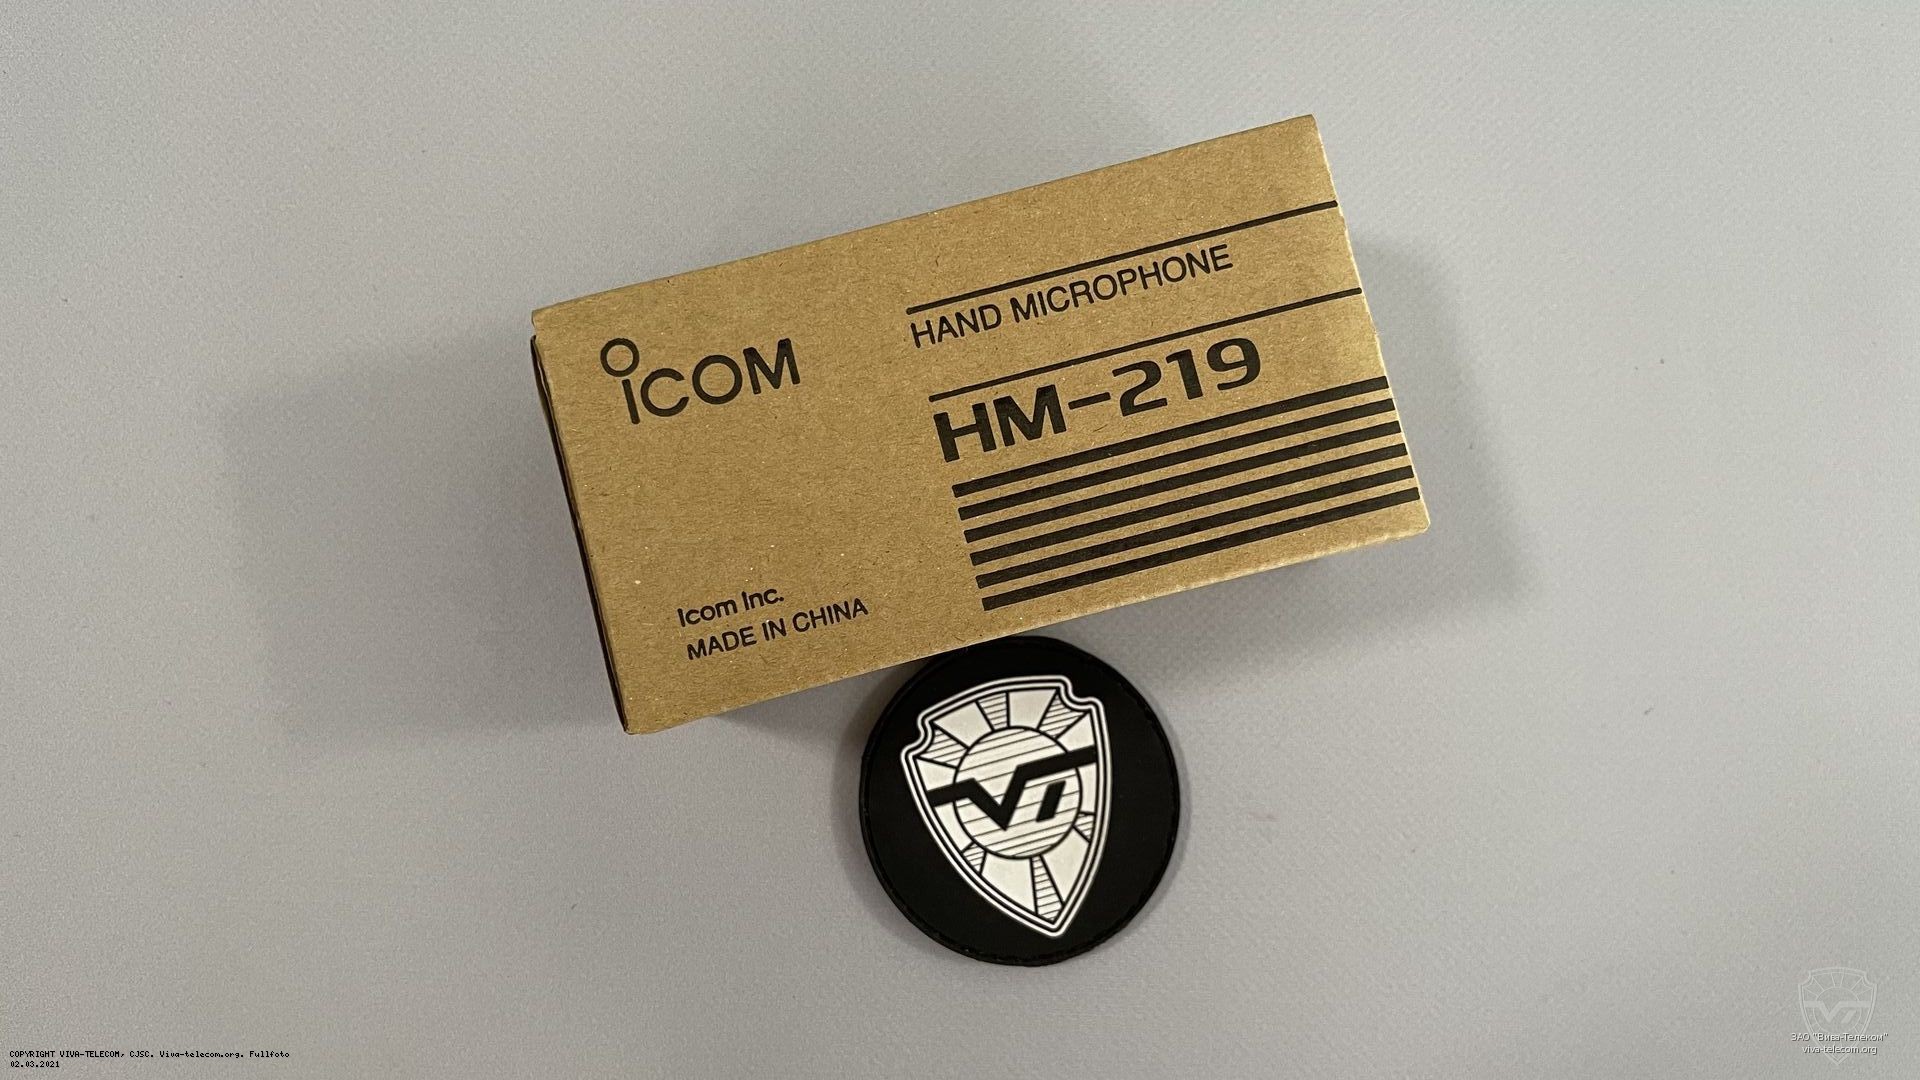 ICOM
HAND MICROPHONE
HM-219
Icom Inc.
MADE IN CHINA
VT
COPYRIGHT VIVA-TELECOM, CJSC. Viva-telecom.org. Fullfoto
02.03.2021
ЗАО "Вива-Телеком"
viva-telecom.org